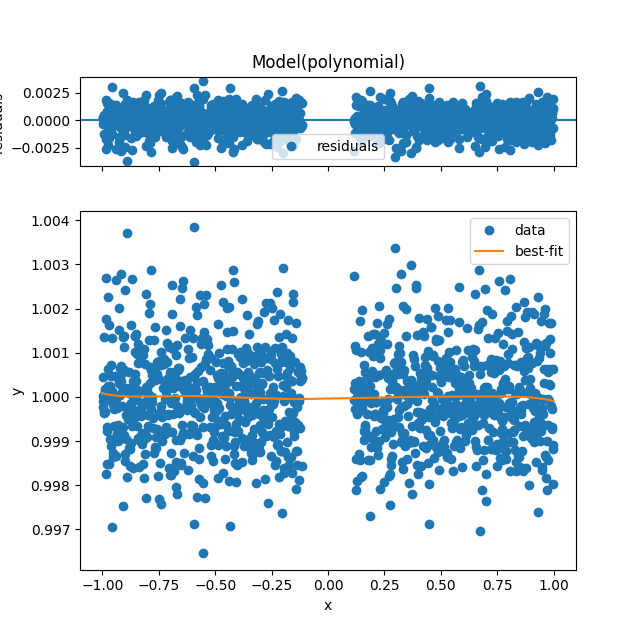 Model(polynomial)
0.0025
0.0000
−0.0025
residuals
residuals
1.004
data
best-fit
1.003
1.002
1.001
1.000
y
0.999
0.998
0.997
−1.00 −0.75 −0.50 −0.25 0.00 0.25 0.50 0.75 1.00
x